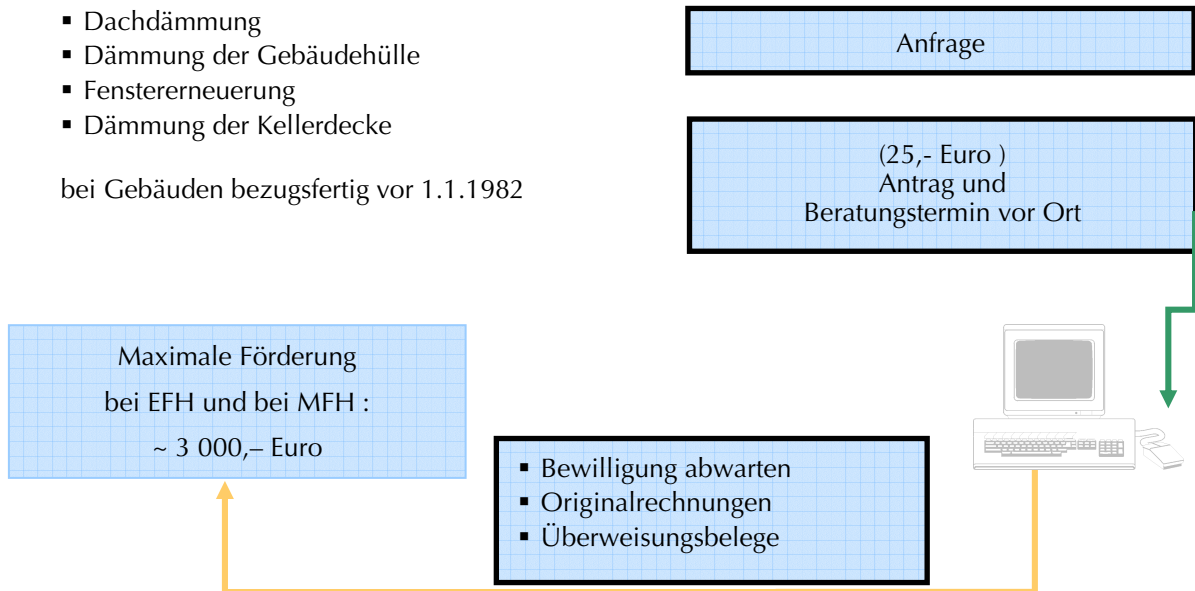 ▪ Dachdämmung
▪ Dämmung der Gebäudehülle
▪ Fenstererneuerung
▪ Dämmung der Kellerdecke
bei Gebäuden bezugsfertig vor 1.1.1982
Anfrage
(25,- Euro )
Antrag und
Beratungstermin vor Ort
Maximale Förderung
bei EFH und bei MFH :
~ 3 000,– Euro
▪ Bewilligung abwarten
▪ Originalrechnungen
▪ Überweisungsbelege